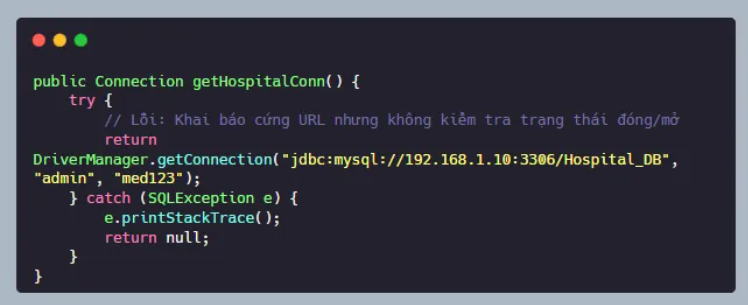 public Connection getHospitalConn() {
    try {
        // Lỗi: Khai báo cứng URL nhưng không kiểm tra trạng thái đóng/mở
        return
DriverManager.getConnection("jdbc:mysql://192.168.1.10:3306/Hospital_DB",
"admin", "med123");
    } catch (SQLException e) {
        e.printStackTrace();
        return null;
    }
}